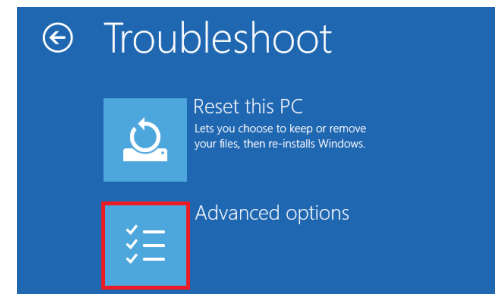 Troubleshoot
Reset this PC
Lets you choose to keep or remove
your files, then re-installs Windows.
Advanced options